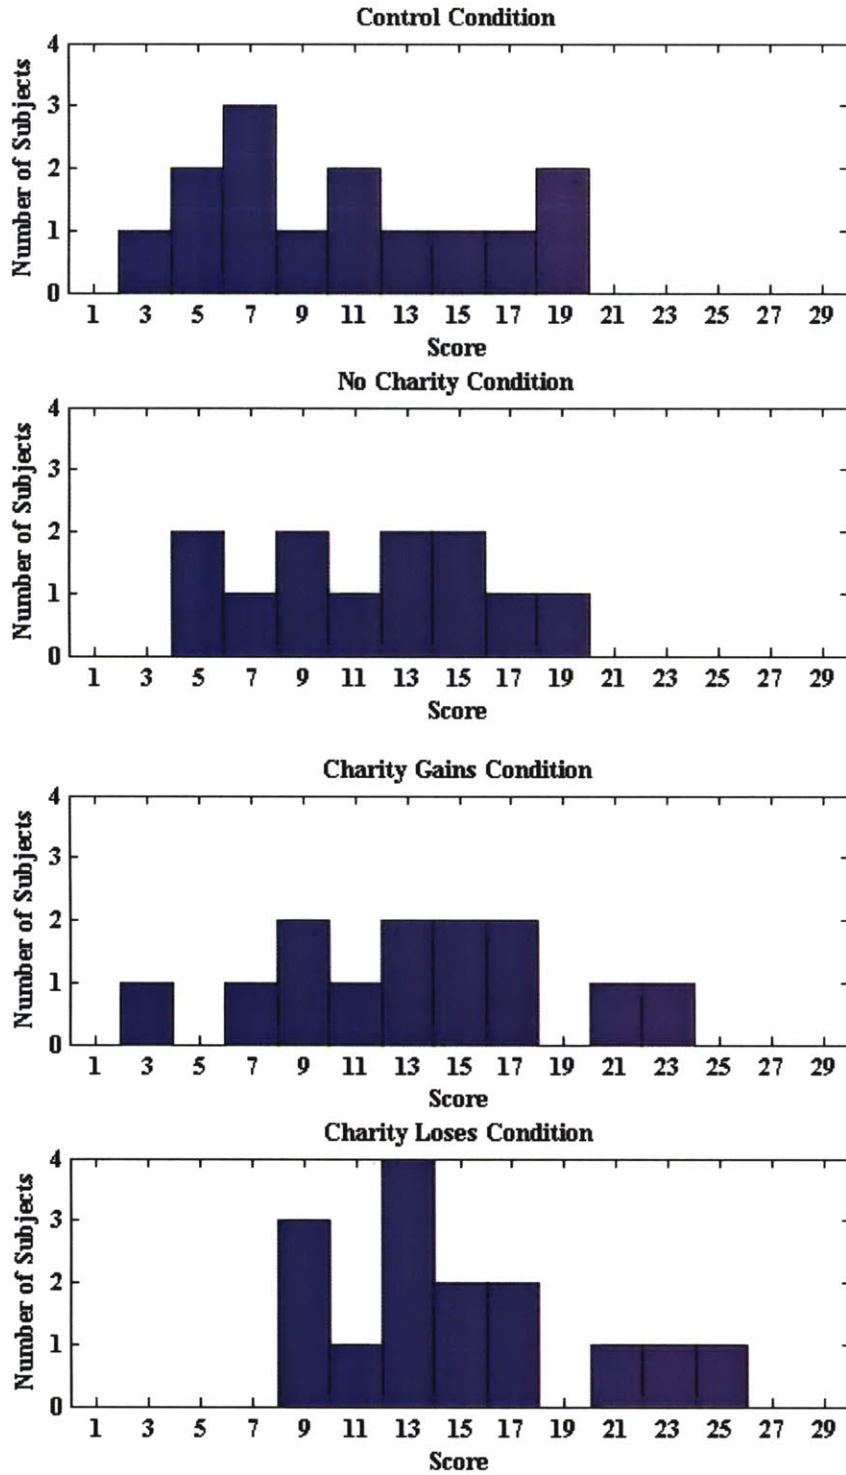 Control Condition
4
3
2
1
0
Number of Subjects
1 3 5 7 9 11 13 15 17 19 21 23 25 27 29
Score
No Charity Condition
4
3
2
1
0
Number of Subjects
1 3 5 7 9 11 13 15 17 19 21 23 25 27 29
Score
Charity Gains Condition
4
3
2
1
0
Number of Subjects
1 3 5 7 9 11 13 15 17 19 21 23 25 27 29
Score
Charity Loses Condition
4
3
2
1
0
Number of Subjects
1 3 5 7 9 11 13 15 17 19 21 23 25 27 29
Score